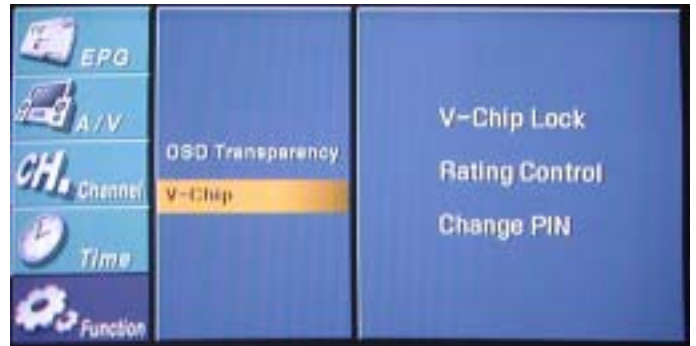 EPG
A/V
CH. Channel
Time
Function
OSD Transparency
V-Chip
V-Chip Lock
Rating Control
Change PIN